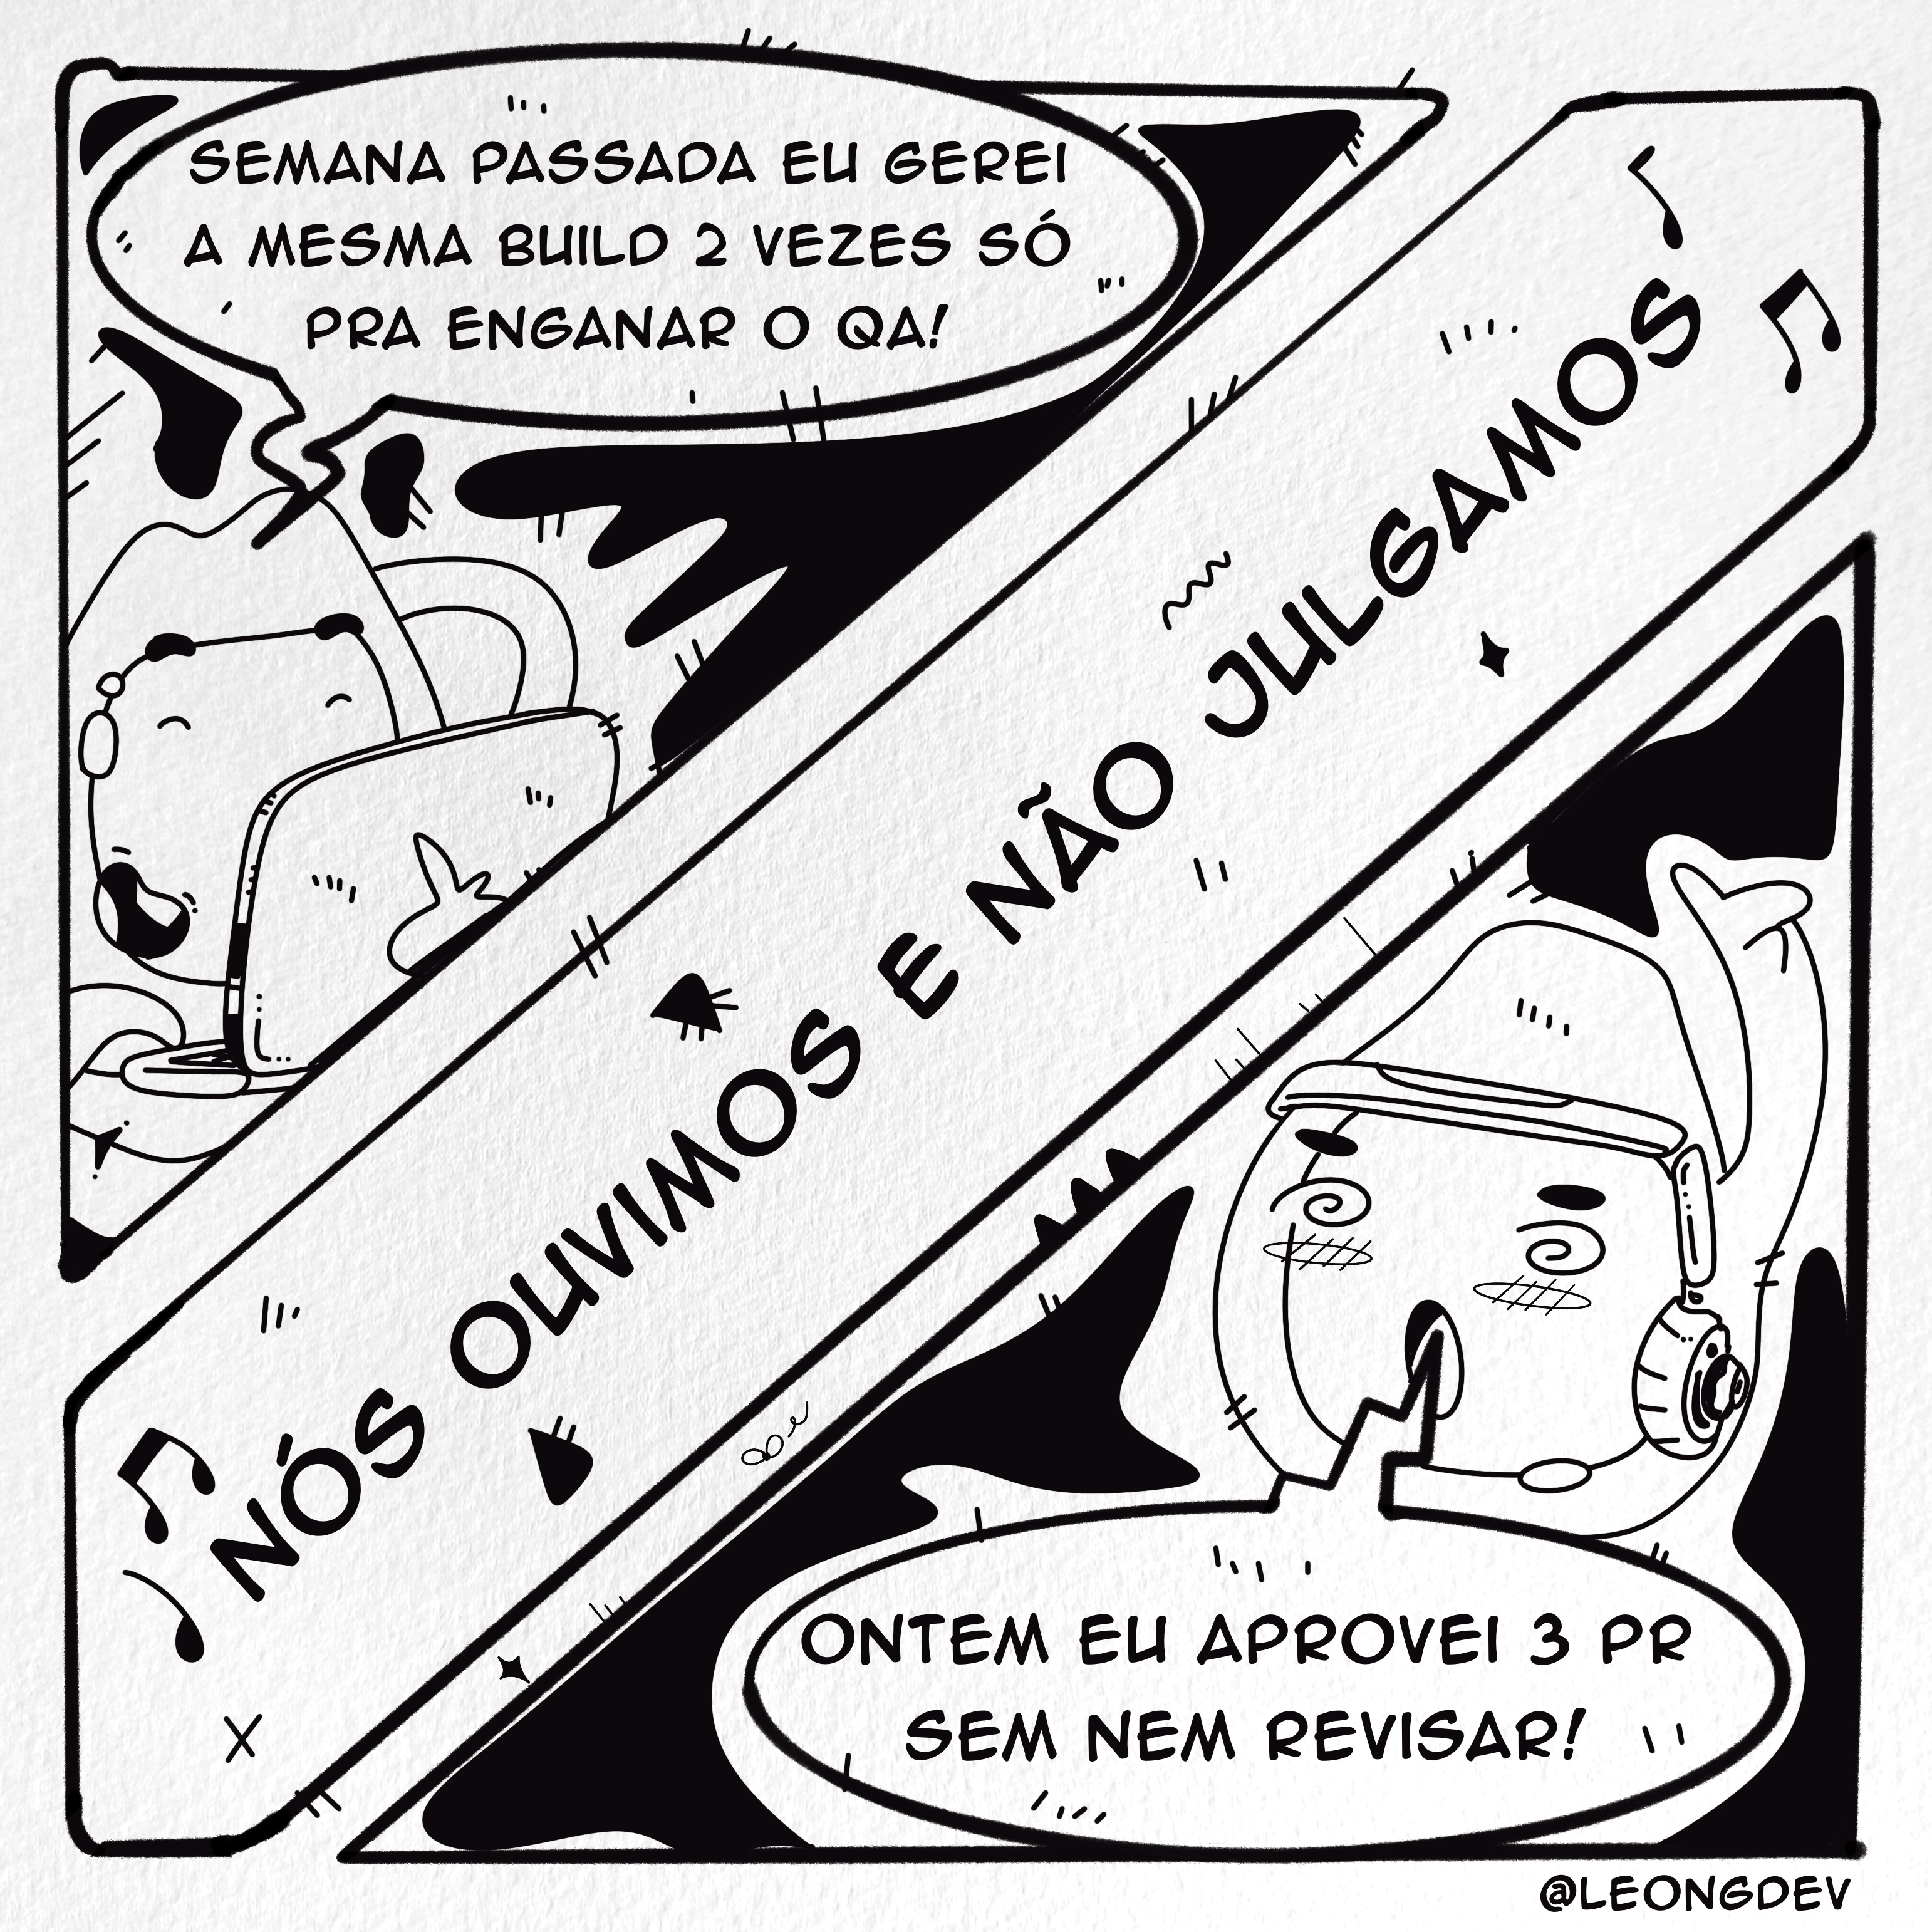 SEMANA PASSADA EU GEREI
A MESMA BUILD 2 VEZES SÓ
PRA ENGANAR O QA!
NÓS OUVIMOS E NÃO JULGAMOS
ONTEM EU APROVEI 3 PR
SEM NEM REVISAR!
@LEONGDEV